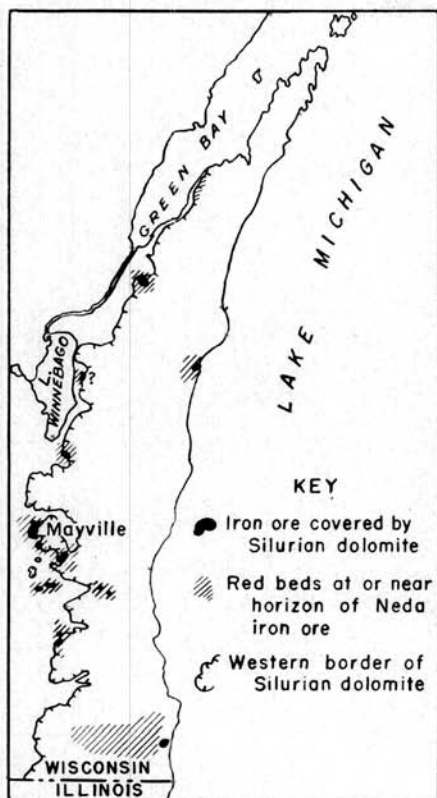 GREEN BAY
LAKE MICHIGAN
L. WINNEBAGO
?
Mayville
KEY
Iron ore covered by
Silurian dolomite
Red beds at or near
horizon of Neda
iron ore
Western border of
Silurian dolomite
WISCONSIN
ILLINOIS